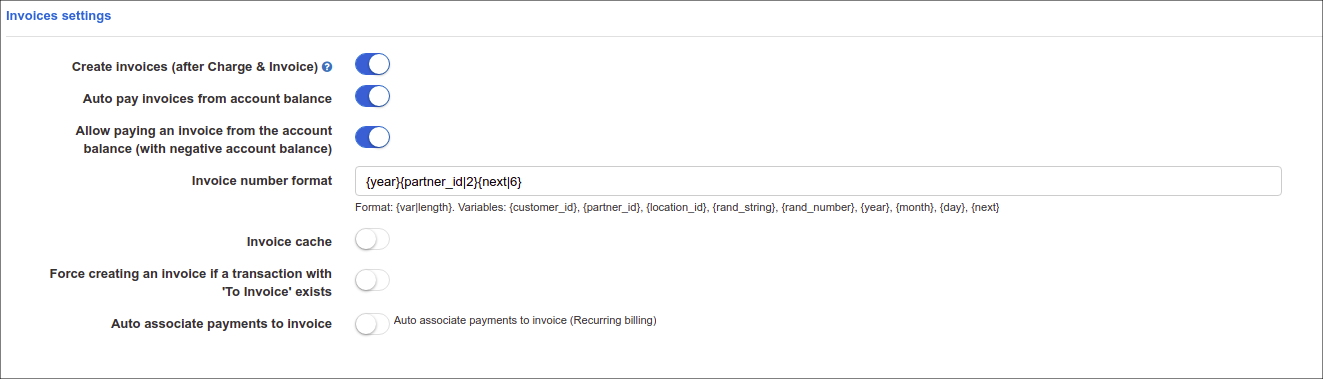 Invoices settings
Create invoices (after Charge & Invoice) ?
Auto pay invoices from account balance
Allow paying an invoice from the account
balance (with negative account balance)
Invoice number format
{year}{partner_id|2}{next|6}
Format: {var|length}. Variables: {customer_id}, {partner_id}, {location_id}, {rand_string}, {rand_number}, {year}, {month}, {day}, {next}
Invoice cache
Force creating an invoice if a transaction with
'To Invoice' exists
Auto associate payments to invoice
Auto associate payments to invoice (Recurring billing)